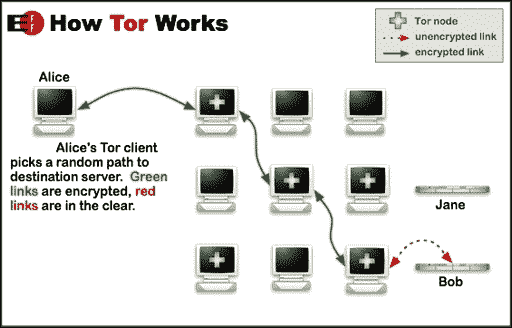 EFF How Tor Works
Tor node
unencrypted link
encrypted link
Alice
Alice's Tor client
picks a random path to
destination server. Green
links are encrypted, red
links are in the clear.
Jane
Bob